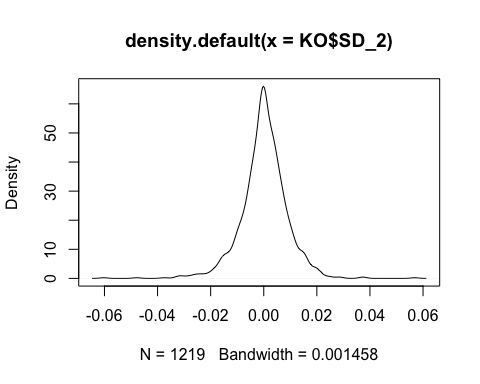 density.default(x = KO$SD_2)
Density
50
30
10
0
-0.06 -0.04 -0.02 0.00 0.02 0.04 0.06
N = 1219 Bandwidth = 0.001458